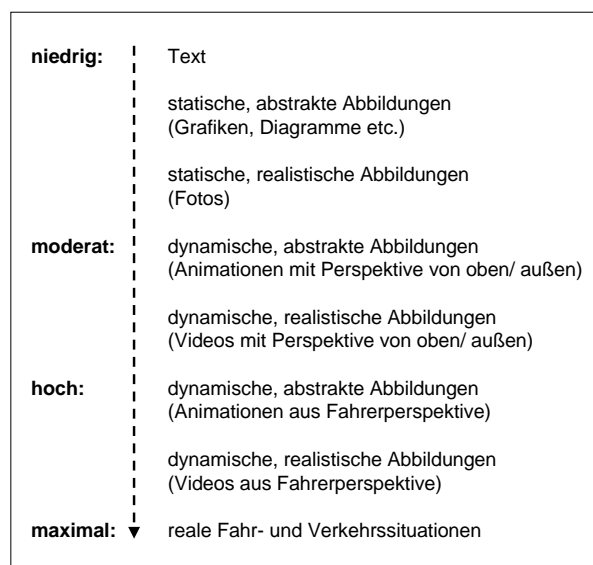 niedrig: Text
statische, abstrakte Abbildungen
(Grafiken, Diagramme etc.)
statische, realistische Abbildungen
(Fotos)
moderat: dynamische, abstrakte Abbildungen
(Animationen mit Perspektive von oben/ außen)
dynamische, realistische Abbildungen
(Videos mit Perspektive von oben/ außen)
hoch: dynamische, abstrakte Abbildungen
(Animationen aus Fahrerperspektive)
dynamische, realistische Abbildungen
(Videos aus Fahrerperspektive)
maximal: reale Fahr- und Verkehrssituationen